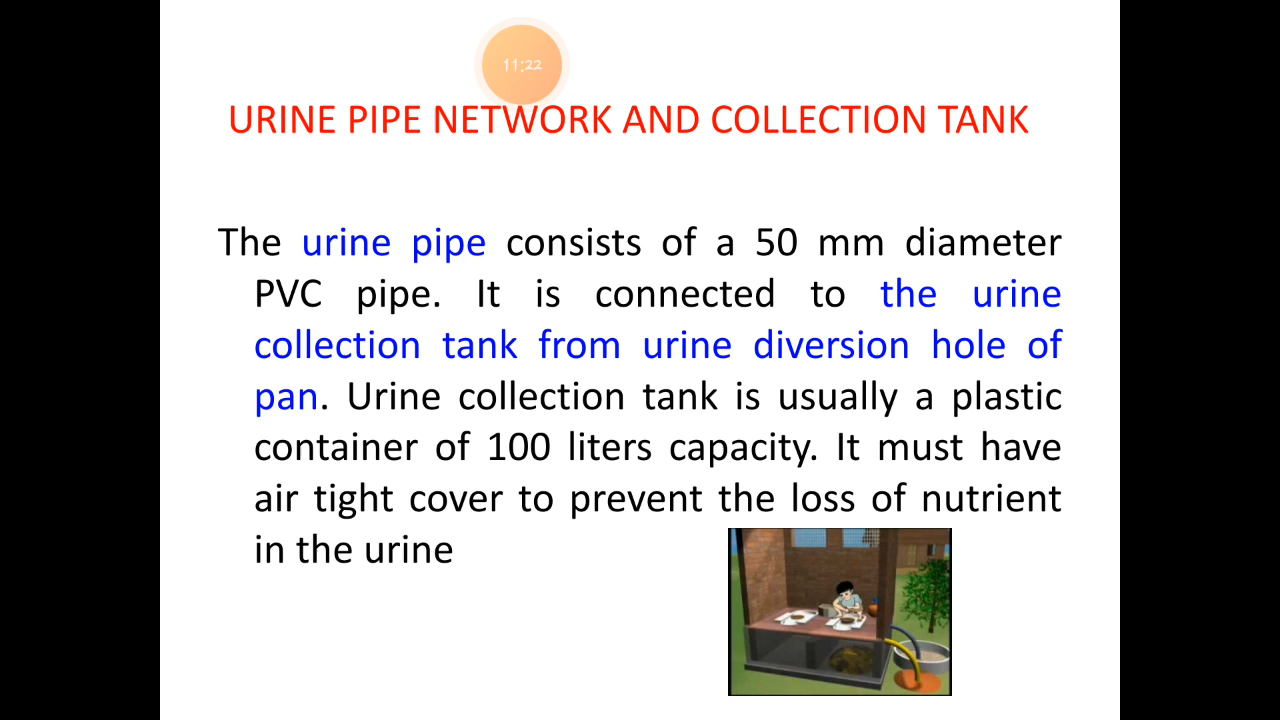 11:22
URINE PIPE NETWORK AND COLLECTION TANK
The urine pipe consists of a 50 mm diameter
PVC pipe. It is connected to the urine
collection tank from urine diversion hole of
pan. Urine collection tank is usually a plastic
container of 100 liters capacity. It must have
air tight cover to prevent the loss of nutrient
in the urine